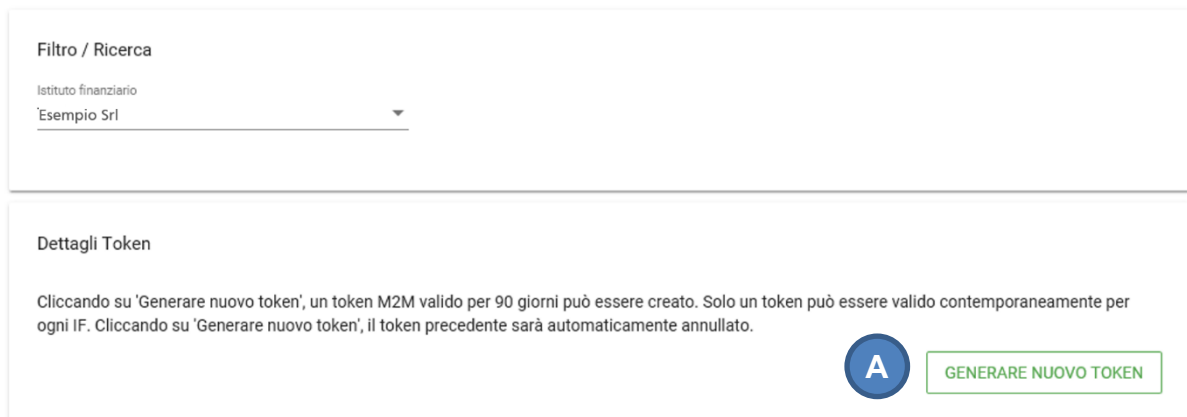 Filtro / Ricerca
Istituto finanziario
Esempio Srl
Dettagli Token
Cliccando su 'Generare nuovo token', un token M2M valido per 90 giorni può essere creato. Solo un token può essere valido contemporaneamente per
ogni IF. Cliccando su 'Generare nuovo token', il token precedente sarà automaticamente annullato.
A
GENERARE NUOVO TOKEN